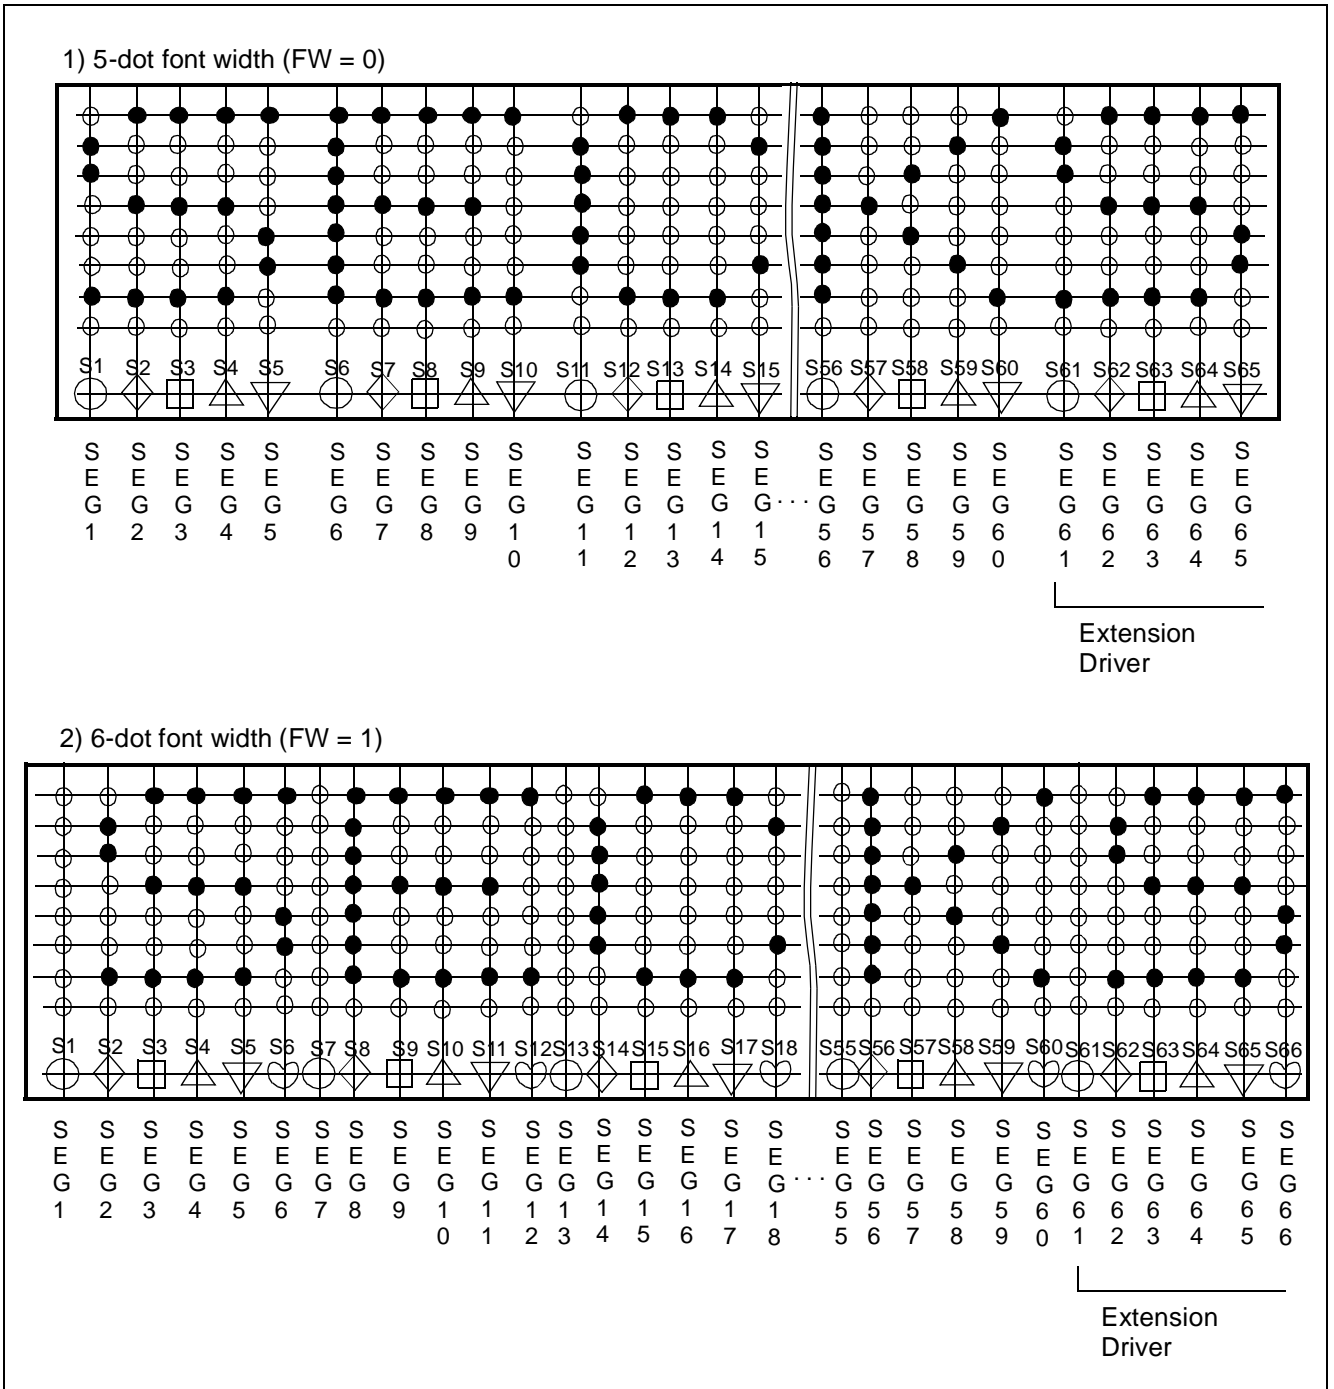 1) 5-dot font width (FW = 0)
S1 S2 S3 S4 S5 S6 S7 S8 S9 S10 S11 S12 S13 S14 S15 S56 S57 S58 S59 S60 S61 S62 S63 S64 S65
SEG1 SEG2 SEG3 SEG4 SEG5 SEG6 SEG7 SEG8 SEG9 SEG10 SEG11 SEG12 SEG13 SEG14 SEG15 ... SEG56 SEG57 SEG58 SEG59 SEG60 SEG61 SEG62 SEG63 SEG64 SEG65
Extension
Driver
2) 6-dot font width (FW = 1)
S1 S2 S3 S4 S5 S6 S7 S8 S9 S10 S11 S12 S13 S14 S15 S16 S17 S18 S55 S56 S57 S58 S59 S60 S61 S62 S63 S64 S65 S66
SEG1 SEG2 SEG3 SEG4 SEG5 SEG6 SEG7 SEG8 SEG9 SEG10 SEG11 SEG12 SEG13 SEG14 SEG15 SEG16 SEG17 SEG18 ... SEG55 SEG56 SEG57 SEG58 SEG59 SEG60 SEG61 SEG62 SEG63 SEG64 SEG65 SEG66
Extension
Driver